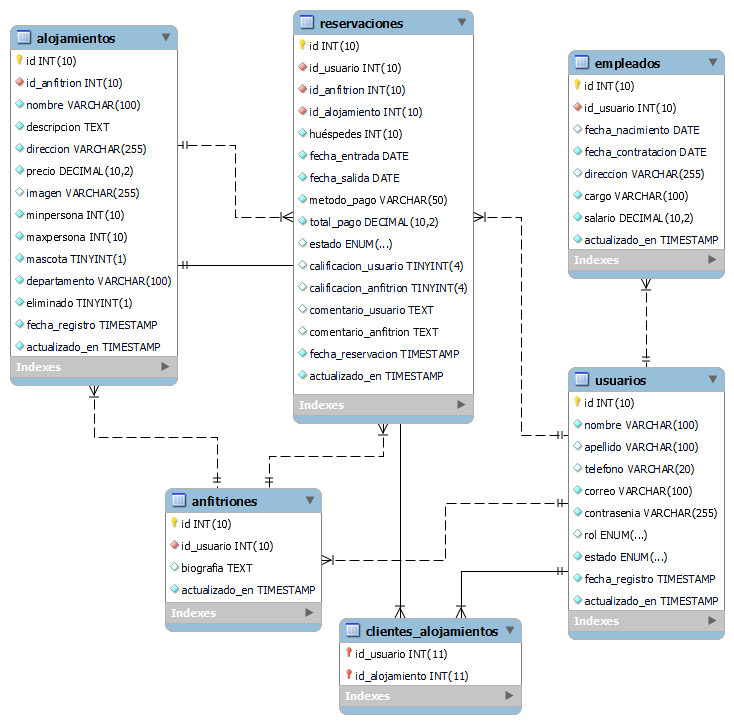 alojamientos
id INT(10)
id_anfitrion INT(10)
nombre VARCHAR(100)
descripcion TEXT
direccion VARCHAR(255)
precio DECIMAL(10,2)
imagen VARCHAR(255)
minpersona INT(10)
maxpersona INT(10)
mascota TINYINT(1)
departamento VARCHAR(100)
eliminado TINYINT(1)
fecha_registro TIMESTAMP
actualizado_en TIMESTAMP
Indexes
reservaciones
id INT(10)
id_usuario INT(10)
id_anfitrion INT(10)
id_alojamiento INT(10)
huéspedes INT(10)
fecha_entrada DATE
fecha_salida DATE
metodo_pago VARCHAR(50)
total_pago DECIMAL(10,2)
estado ENUM(...)
calificacion_usuario TINYINT(4)
calificacion_anfitrion TINYINT(4)
comentario_usuario TEXT
comentario_anfitrion TEXT
fecha_reservacion TIMESTAMP
actualizado_en TIMESTAMP
Indexes
empleados
id INT(10)
id_usuario INT(10)
fecha_nacimiento DATE
fecha_contratacion DATE
direccion VARCHAR(255)
cargo VARCHAR(100)
salario DECIMAL(10,2)
actualizado_en TIMESTAMP
Indexes
usuarios
id INT(10)
nombre VARCHAR(100)
apellido VARCHAR(100)
telefono VARCHAR(20)
correo VARCHAR(100)
contrasenia VARCHAR(255)
rol ENUM(...)
estado ENUM(...)
fecha_registro TIMESTAMP
actualizado_en TIMESTAMP
Indexes
anfitriones
id INT(10)
id_usuario INT(10)
biografia TEXT
actualizado_en TIMESTAMP
Indexes
clientes_alojamientos
id_usuario INT(11)
id_alojamiento INT(11)
Indexes